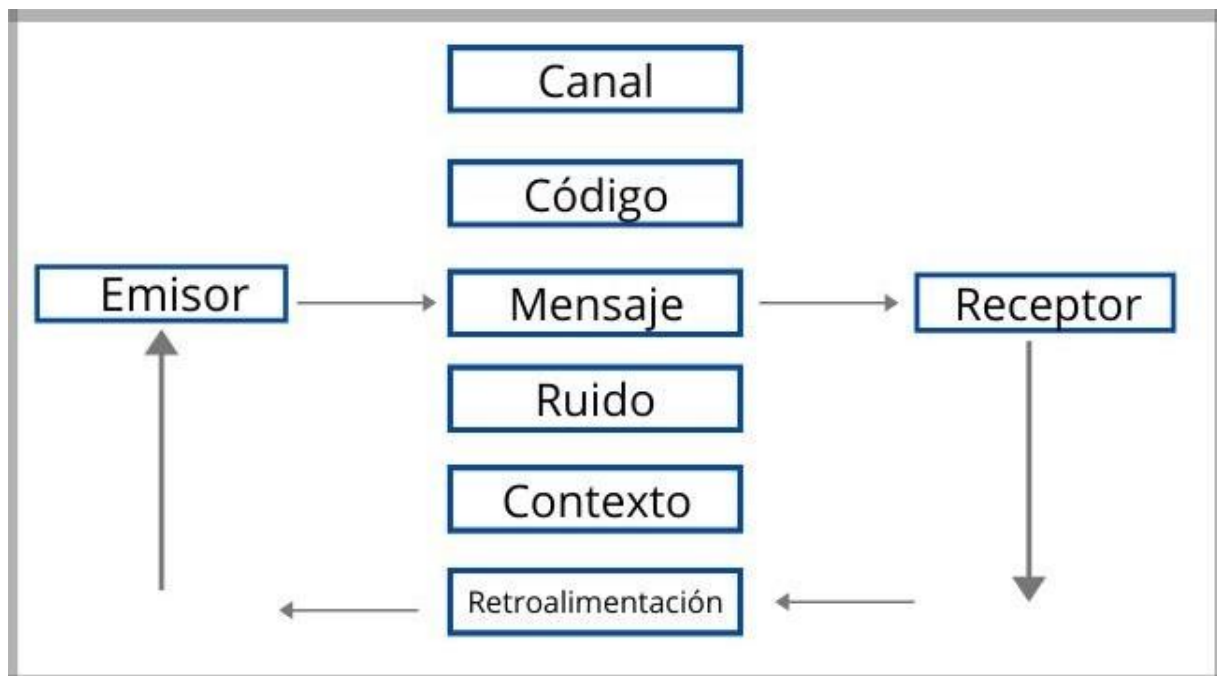 Canal
Código
Emisor
Mensaje
Receptor
Ruido
Contexto
Retroalimentación